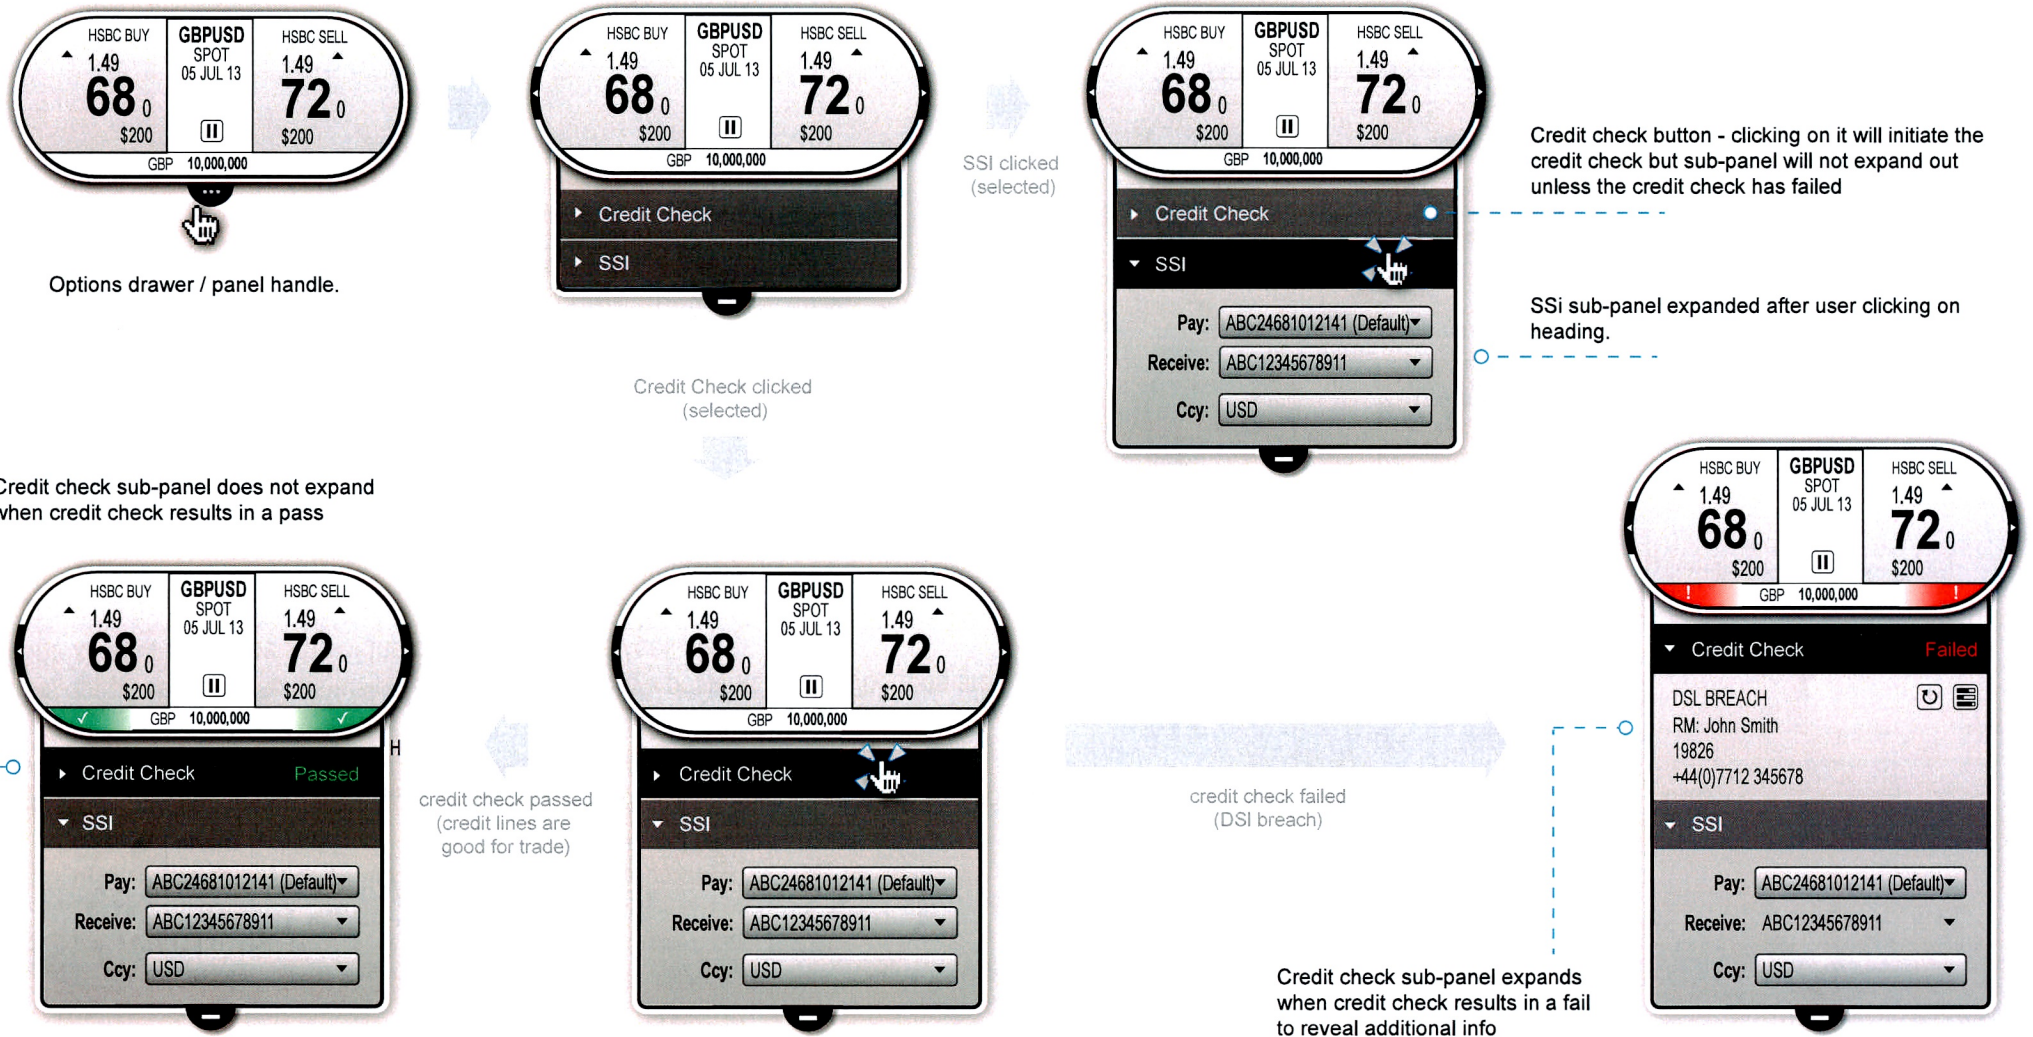 HSBC BUY
GBPUSD
HSBC SELL
1.49
SPOT
1.49
05 JUL 13
68 0
72 0
$200
$200
GBP 10,000,000
Options drawer / panel handle.
HSBC BUY
GBPUSD
HSBC SELL
1.49
SPOT
1.49
05 JUL 13
68 0
72 0
$200
$200
GBP 10,000,000
Credit Check
SSI
SSI clicked
(selected)
HSBC BUY
GBPUSD
HSBC SELL
1.49
SPOT
1.49
05 JUL 13
68 0
72 0
$200
$200
GBP 10,000,000
Credit Check
SSI
Pay: ABC24681012141 (Default)
Receive: ABC12345678911
Ccy: USD
Credit check button - clicking on it will initiate the
credit check but sub-panel will not expand out
unless the credit check has failed
SSi sub-panel expanded after user clicking on
heading.
Credit Check clicked
(selected)
Credit check sub-panel does not expand
when credit check results in a pass
HSBC BUY
GBPUSD
HSBC SELL
1.49
SPOT
1.49
05 JUL 13
68 0
72 0
$200
$200
GBP 10,000,000
H
Credit Check Passed
SSI
Pay: ABC24681012141 (Default)
Receive: ABC12345678911
Ccy: USD
credit check passed
(credit lines are
good for trade)
HSBC BUY
GBPUSD
HSBC SELL
1.49
SPOT
1.49
05 JUL 13
68 0
72 0
$200
$200
GBP 10,000,000
Credit Check
SSI
Pay: ABC24681012141 (Default)
Receive: ABC12345678911
Ccy: USD
credit check failed
(DSI breach)
HSBC BUY
GBPUSD
HSBC SELL
1.49
SPOT
1.49
05 JUL 13
68 0
72 0
$200
$200
! GBP 10,000,000 !
Credit Check Failed
DSL BREACH
RM: John Smith
19826
+44(0)7712 345678
SSI
Pay: ABC24681012141 (Default)
Receive: ABC12345678911
Ccy: USD
Credit check sub-panel expands
when credit check results in a fail
to reveal additional info